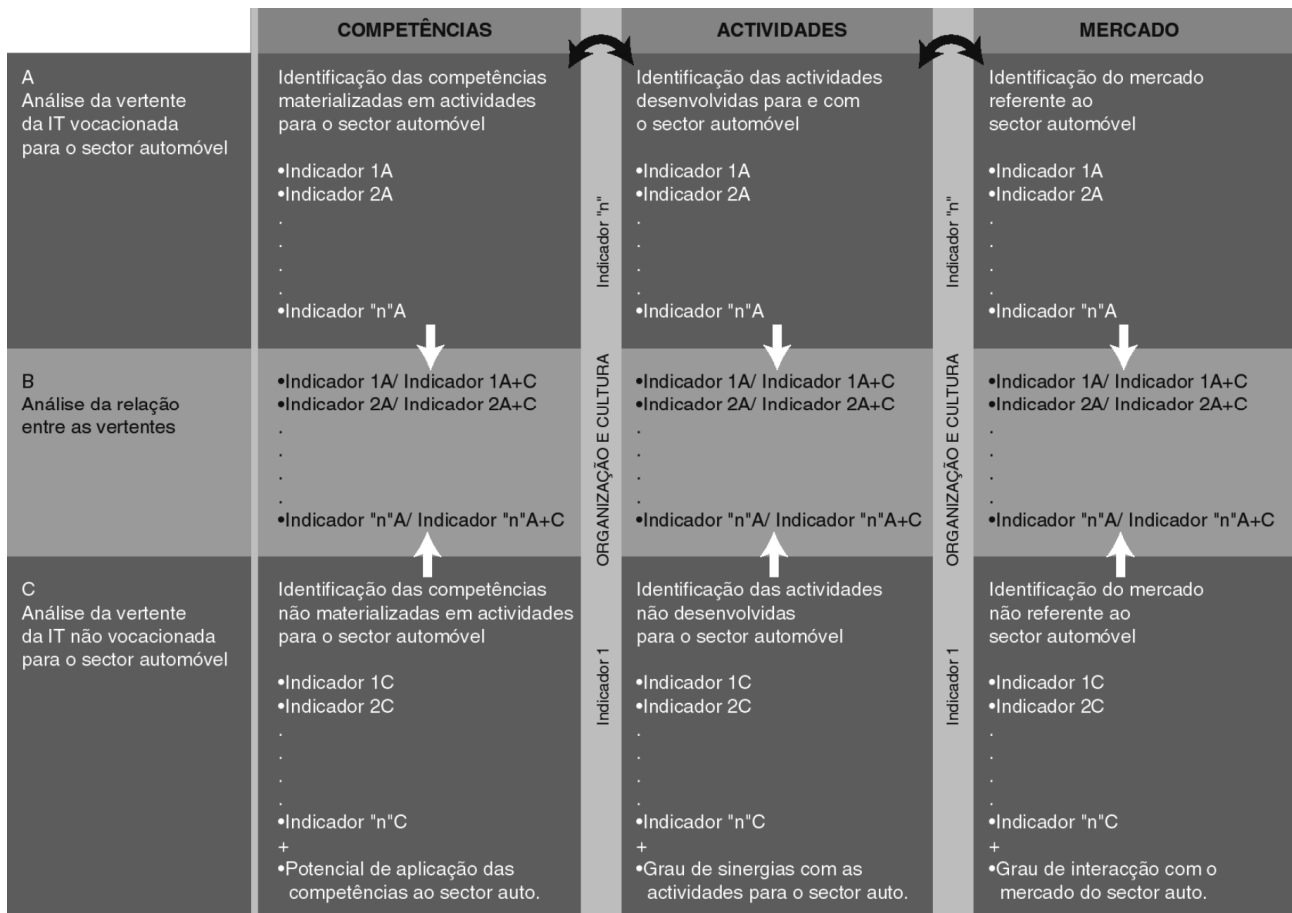 COMPETÊNCIAS
ACTIVIDADES
MERCADO
A
Análise da vertente
da IT vocacionada
para o sector automóvel
Identificação das competências
materializadas em actividades
para o sector automóvel
•Indicador 1A
•Indicador 2A
.
.
.
.
•Indicador "n"A
Identificação das actividades
desenvolvidas para e com
o sector automóvel
•Indicador 1A
•Indicador 2A
.
.
.
.
•Indicador "n"A
Identificação do mercado
referente ao
sector automóvel
•Indicador 1A
•Indicador 2A
.
.
.
.
•Indicador "n"A
B
Análise da relação
entre as vertentes
•Indicador 1A/ Indicador 1A+C
•Indicador 2A/ Indicador 2A+C
.
.
.
.
•Indicador "n"A/ Indicador "n"A+C
•Indicador 1A/ Indicador 1A+C
•Indicador 2A/ Indicador 2A+C
.
.
.
.
•Indicador "n"A/ Indicador "n"A+C
•Indicador 1A/ Indicador 1A+C
•Indicador 2A/ Indicador 2A+C
.
.
.
.
•Indicador "n"A/ Indicador "n"A+C
C
Análise da vertente
da IT não vocacionada
para o sector automóvel
Identificação das competências
não materializadas em actividades
para o sector automóvel
•Indicador 1C
•Indicador 2C
.
.
.
.
•Indicador "n"C
+
•Potencial de aplicação das
competências ao sector auto.
Identificação das actividades
não desenvolvidas
para o sector automóvel
•Indicador 1C
•Indicador 2C
.
.
.
.
•Indicador "n"C
+
•Grau de sinergias com as
actividades para o sector auto.
Identificação do mercado
não referente ao
sector automóvel
•Indicador 1C
•Indicador 2C
.
.
.
.
•Indicador "n"C
+
•Grau de interacção com o
mercado do sector auto.
Indicador 1 ORGANIZAÇÃO E CULTURA Indicador "n"
Indicador 1 ORGANIZAÇÃO E CULTURA Indicador "n"